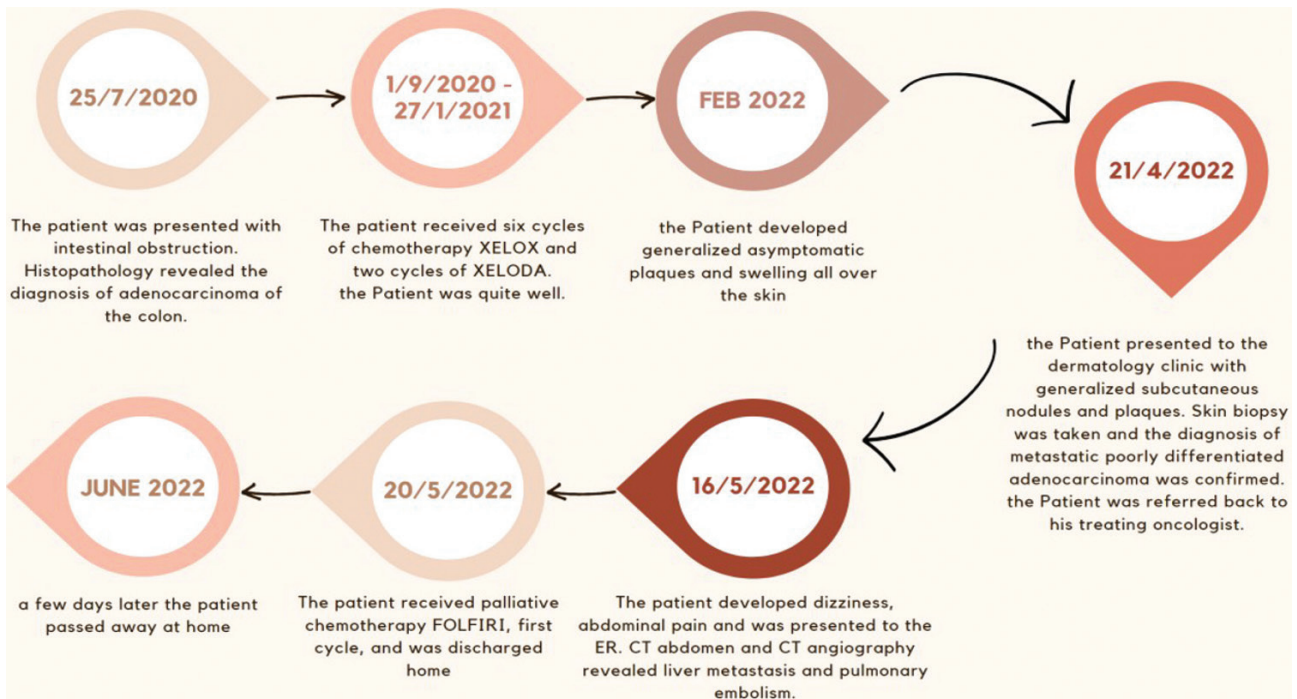 25/7/2020
The patient was presented with
intestinal obstruction.
Histopathology revealed the
diagnosis of adenocarcinoma of
the colon.
1/9/2020 -
27/1/2021
The patient received six cycles
of chemotherapy XELOX and
two cycles of XELODA.
the Patient was quite well.
FEB 2022
the Patient developed
generalized asymptomatic
plaques and swelling all over
the skin
21/4/2022
the Patient presented to the
dermatology clinic with
generalized subcutaneous
nodules and plaques. Skin biopsy
was taken and the diagnosis of
metastatic poorly differentiated
adenocarcinoma was confirmed.
the Patient was referred back to
his treating oncologist.
16/5/2022
The patient developed dizziness,
abdominal pain and was presented to the
ER. CT abdomen and CT angiography
revealed liver metastasis and pulmonary
embolism.
20/5/2022
The patient received palliative
chemotherapy FOLFIRI, first
cycle, and was discharged
home
JUNE 2022
a few days later the patient
passed away at home